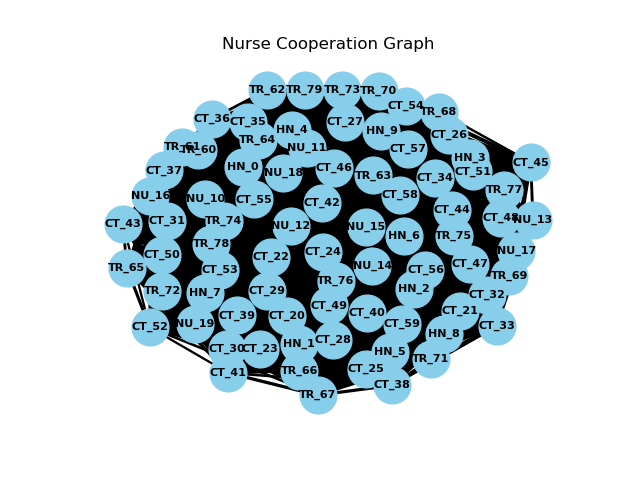 Nurse Cooperation Graph
TR_62 TR_79 TR_73 TR_70
CT_54
TR_68
CT_36 CT_35 CT_27
HN_4 HN_9 CT_26
TR_64
TR_61 TR_60 NU_11 CT_57
HN_3 CT_45
CT_37 HN_0 NU_18 CT_46 TR_63 CT_34 CT_51
NU_16 NU_10 CT_55 CT_58 TR_77
CT_42 CT_44
CT_43 CT_31 TR_74 NU_12 NU_15 CT_48 NU_13
HN_6 TR_75
TR_78
CT_50 CT_22 CT_24 NU_17
TR_65 CT_53 NU_14 CT_56 CT_47
TR_69
TR_76
TR_72 HN_7 CT_29 HN_2 CT_32
CT_49
CT_39 CT_20 CT_40 CT_21
CT_52 NU_19 CT_59 CT_33
HN_8
CT_30 CT_23 HN_1 CT_28 HN_5
TR_71
CT_41 TR_66 CT_25
CT_38
TR_67